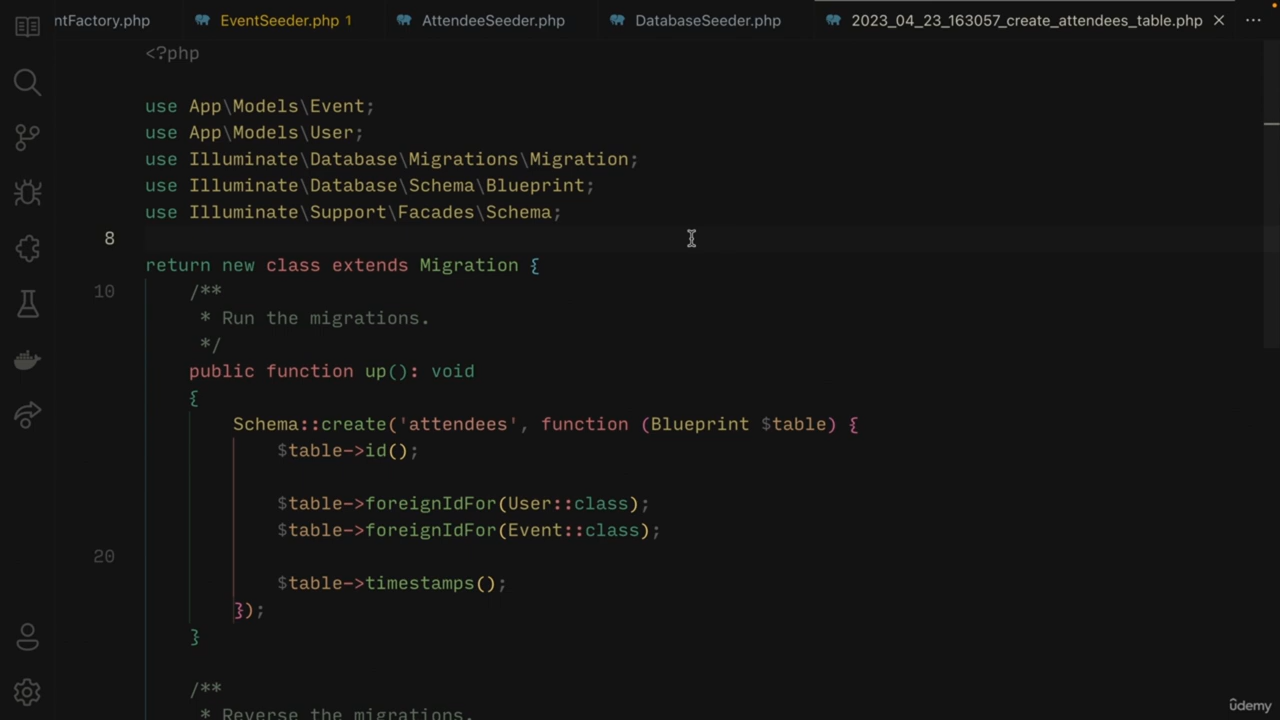 ntFactory.php
EventSeeder.php 1
AttendeeSeeder.php
DatabaseSeeder.php
2023_04_23_163057_create_attendees_table.php
<?php
use App\Models\Event;
use App\Models\User;
use Illuminate\Database\Migrations\Migration;
use Illuminate\Database\Schema\Blueprint;
use Illuminate\Support\Facades\Schema;
8
return new class extends Migration {
10 /**
* Run the migrations.
*/
public function up(): void
{
Schema::create('attendees', function (Blueprint $table) {
$table->id();
$table->foreignIdFor(User::class);
$table->foreignIdFor(Event::class);
20
$table->timestamps();
});
}
/**
* Reverse the migrations.
ûdemy